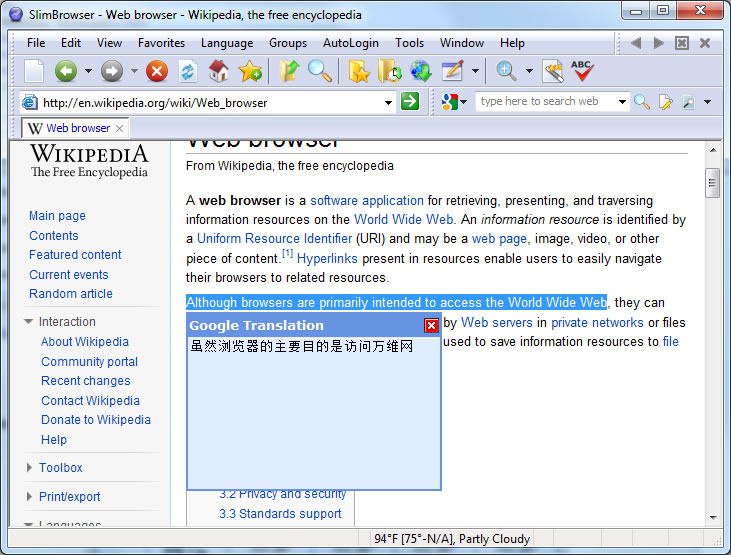 SlimBrowser - Web browser - Wikipedia, the free encyclopedia
File Edit View Favorites Language Groups AutoLogin Tools Window Help
ABC
http://en.wikipedia.org/wiki/Web_browser
type here to search web
W Web browser
WIKIPEDIA
The Free Encyclopedia
Main page
Contents
Featured content
Current events
Random article
Interaction
About Wikipedia
Community portal
Recent changes
Contact Wikipedia
Donate to Wikipedia
Help
Toolbox
Print/export
Languages
Web browser
From Wikipedia, the free encyclopedia
A web browser is a software application for retrieving, presenting, and traversing
information resources on the World Wide Web. An information resource is identified by
a Uniform Resource Identifier (URI) and may be a web page, image, video, or other
piece of content.[1] Hyperlinks present in resources enable users to easily navigate
their browsers to related resources.
Although browsers are primarily intended to access the World Wide Web, they can
by Web servers in private networks or files
used to save information resources to file
Google Translation
虽然浏览器的主要目的是访问万维网
3.2 Privacy and security
3.3 Standards support
94°F [75°-N/A], Partly Cloudy